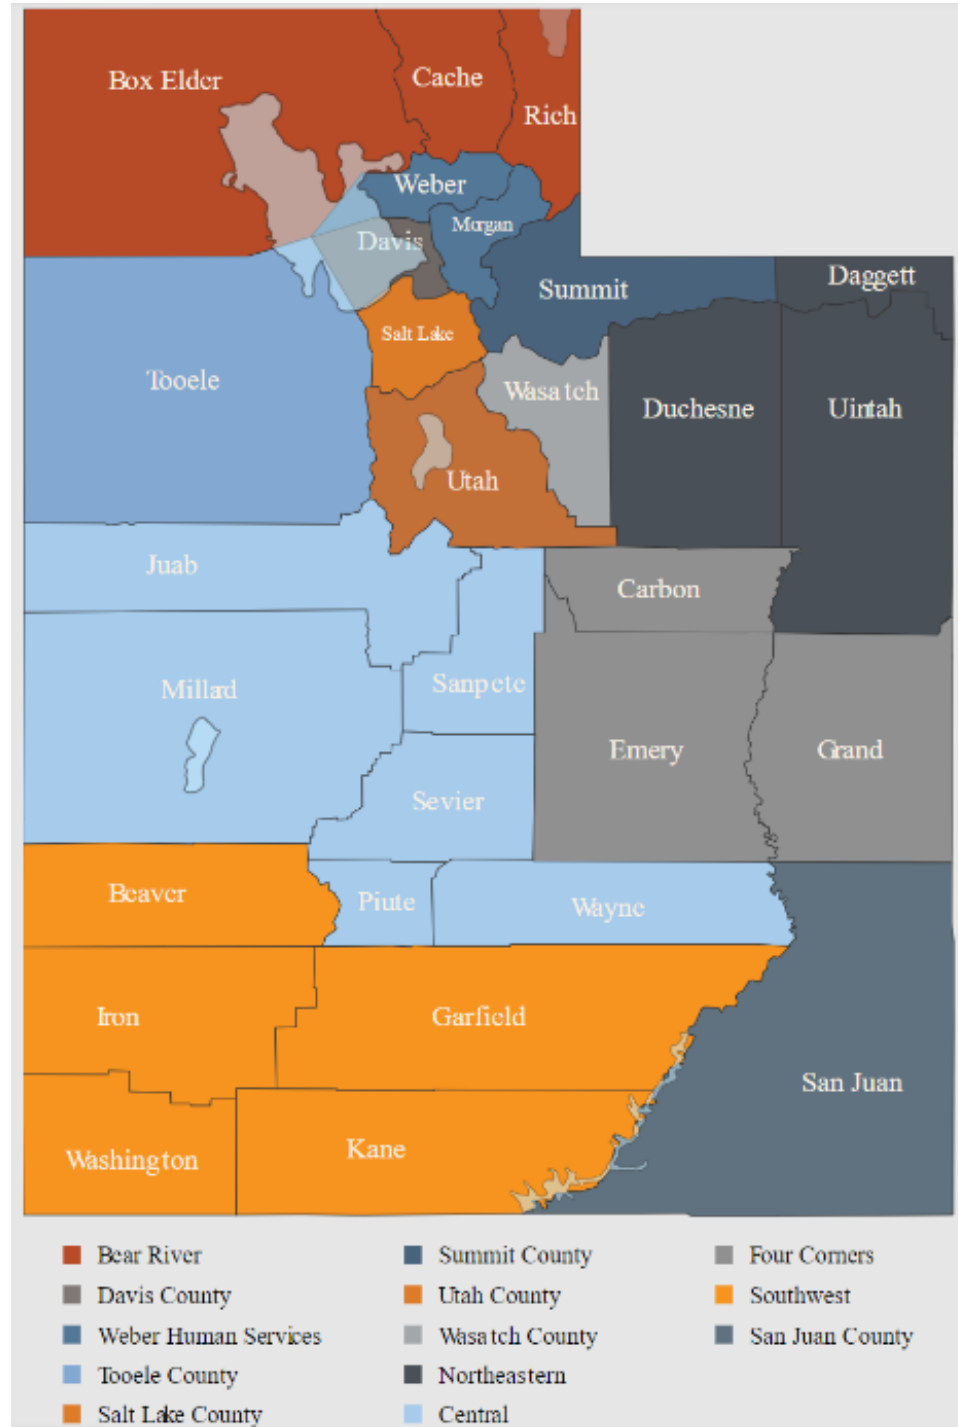 Box Elder
Cache
Rich
Weber
Morgan
Davis
Summit
Daggett
Salt Lake
Tooele
Wasatch
Duchesne
Uintah
Utah
Juab
Carbon
Millard
Sanpete
Emery
Grand
Sevier
Beaver
Piute
Wayne
Iron
Garfield
San Juan
Washington
Kane
Bear River
Davis County
Weber Human Services
Tooele County
Salt Lake County
Summit County
Utah County
Wasatch County
Northeastern
Central
Four Corners
Southwest
San Juan County